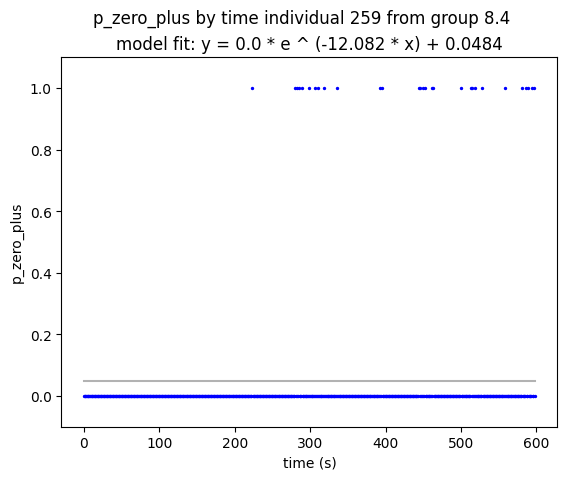 p_zero_plus by time individual 259 from group 8.4
model fit: y = 0.0 * e ^ (-12.082 * x) + 0.0484
1.0
0.8
0.6
0.4
0.2
0.0
p_zero_plus
0 100 200 300 400 500 600
time (s)